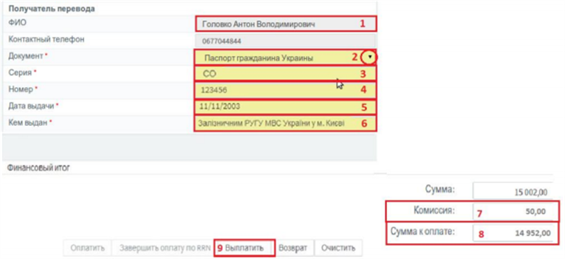 Получатель перевода
ФИО Головко Антон Володимирович 1
Контактный телефон 0677044844
Документ * Паспорт гражданина Украины 2
Серия * СО 3
Номер * 123456 4
Дата выдачи * 11/11/2003 5
Кем выдан * Залізничним РУГУ МВС України у м. Києві 6
Финансовый итог
Сумма: 15 002,00
Комиссия: 7 50,00
Сумма к оплате: 8 14 952,00
Оплатить Завершить оплату по RRN 9 Выплатить Возврат Очистить